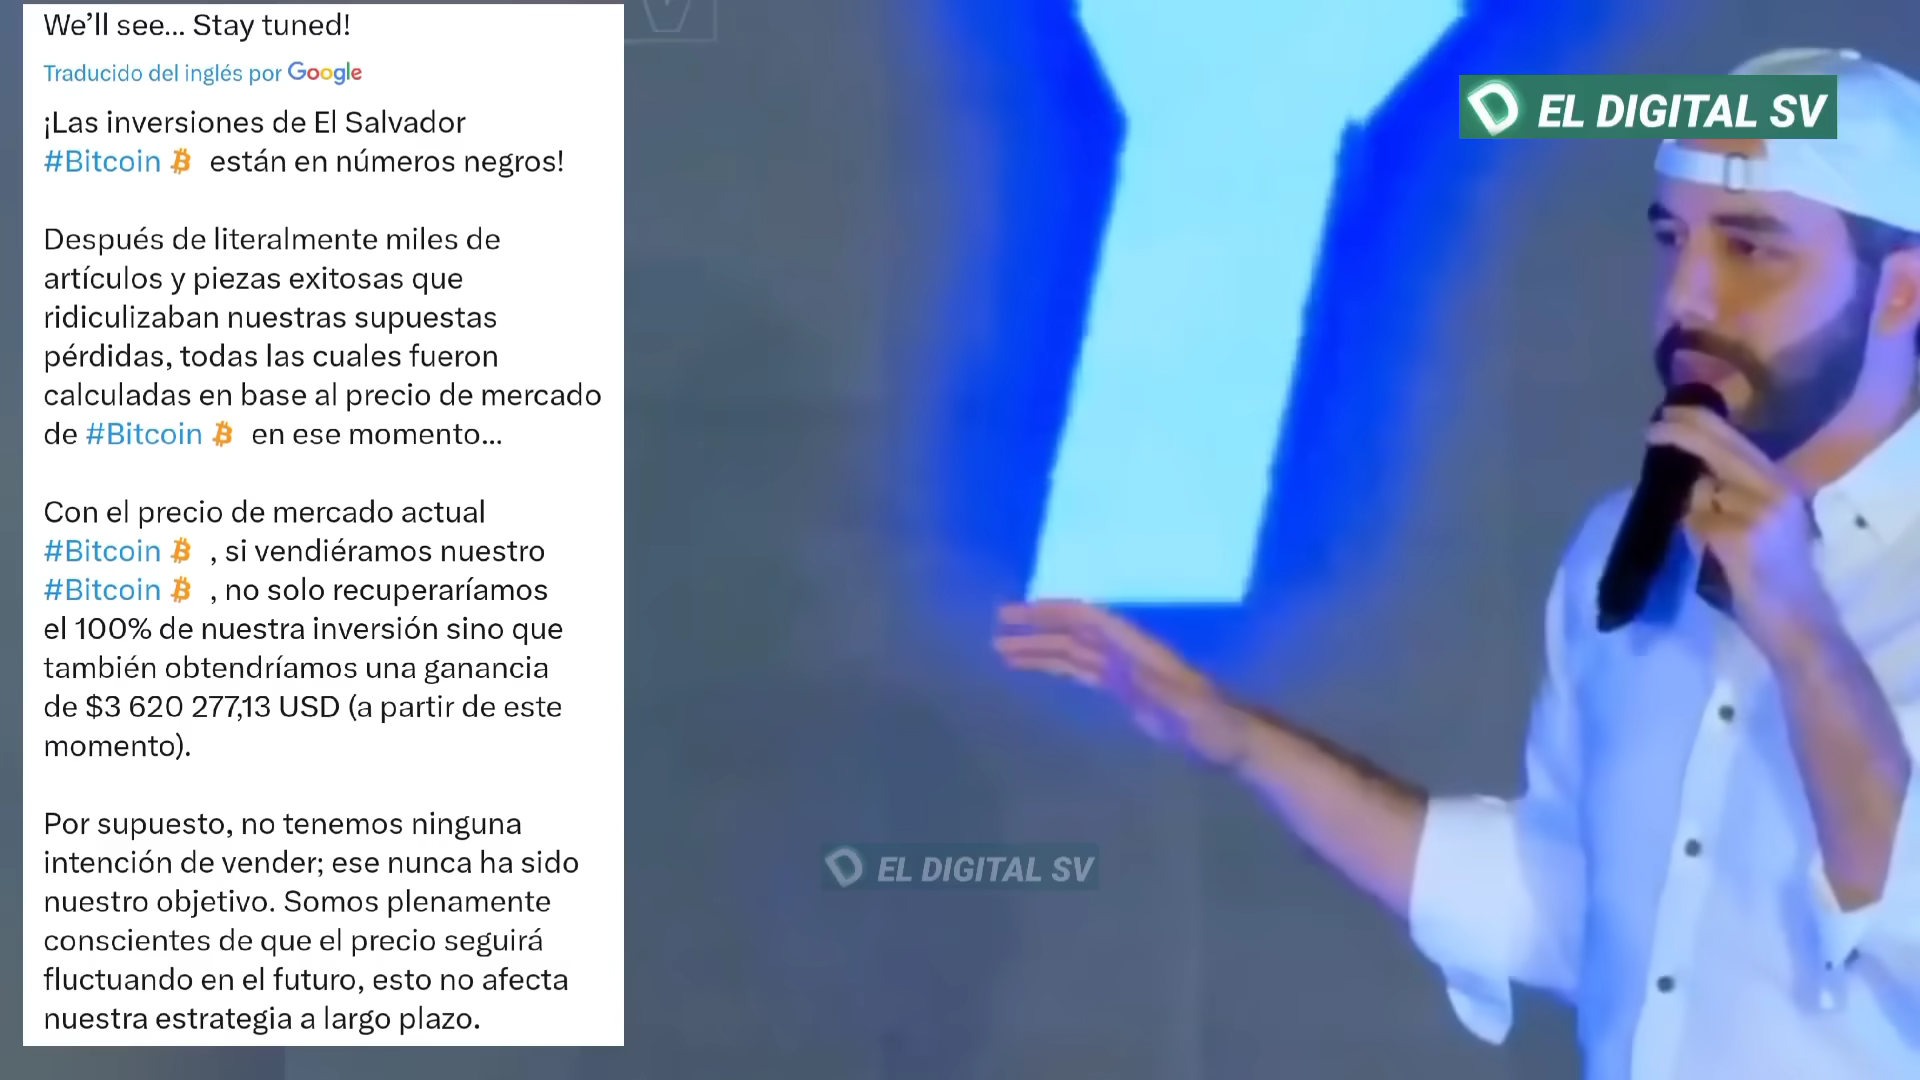 We'll see... Stay tuned!
Traducido del inglés por Google
¡Las inversiones de El Salvador
#Bitcoin están en números negros!
Después de literalmente miles de
artículos y piezas exitosas que
ridiculizaban nuestras supuestas
pérdidas, todas las cuales fueron
calculadas en base al precio de mercado
de #Bitcoin en ese momento...
Con el precio de mercado actual
#Bitcoin , si vendiéramos nuestro
#Bitcoin , no solo recuperaríamos
el 100% de nuestra inversión sino que
también obtendríamos una ganancia
de $3 620 277,13 USD (a partir de este
momento).
Por supuesto, no tenemos ninguna
intención de vender; ese nunca ha sido
nuestro objetivo. Somos plenamente
conscientes de que el precio seguirá
fluctuando en el futuro, esto no afecta
nuestra estrategia a largo plazo.
EL DIGITAL SV
EL DIGITAL SV